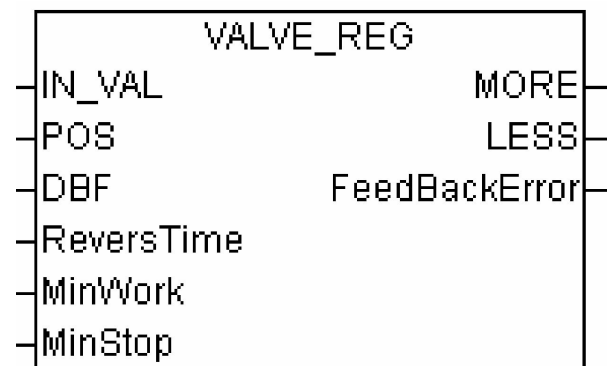 VALVE_REG
IN_VAL MORE
POS LESS
DBF FeedBackError
ReversTime
MinWork
MinStop